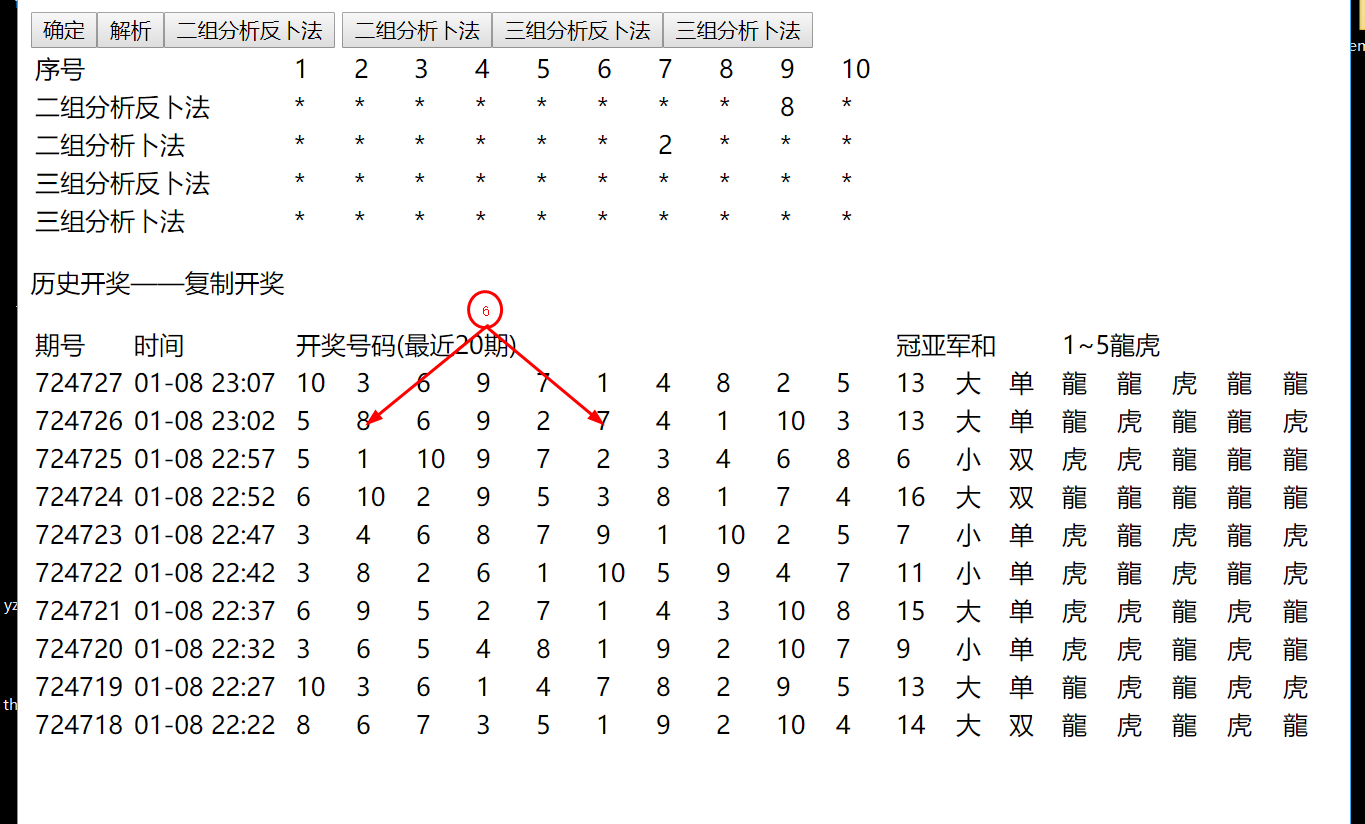 确定 解析 二组分析反卜法 二组分析卜法 三组分析反卜法 三组分析卜法
序号 1 2 3 4 5 6 7 8 9 10
二组分析反卜法 * * * * * * * * 8 *
二组分析卜法 * * * * * * 2 * * *
三组分析反卜法 * * * * * * * * * *
三组分析卜法 * * * * * * * * * *
历史开奖——复制开奖
6
期号 时间 开奖号码(最近20期) 冠亚军和 1~5龍虎
724727 01-08 23:07 10 3 6 9 7 1 4 8 2 5 13 大 单 龍 龍 虎 龍 龍
724726 01-08 23:02 5 8 6 9 2 7 4 1 10 3 13 大 单 龍 虎 龍 龍 虎
724725 01-08 22:57 5 1 10 9 7 2 3 4 6 8 6 小 双 虎 虎 龍 龍 龍
724724 01-08 22:52 6 10 2 9 5 3 8 1 7 4 16 大 双 龍 龍 龍 龍 龍
724723 01-08 22:47 3 4 6 8 7 9 1 10 2 5 7 小 单 虎 龍 虎 龍 虎
724722 01-08 22:42 3 8 2 6 1 10 5 9 4 7 11 小 单 虎 龍 虎 龍 虎
724721 01-08 22:37 6 9 5 2 7 1 4 3 10 8 15 大 单 虎 虎 龍 虎 龍
724720 01-08 22:32 3 6 5 4 8 1 9 2 10 7 9 小 单 虎 虎 龍 虎 龍
724719 01-08 22:27 10 3 6 1 4 7 8 2 9 5 13 大 单 龍 虎 龍 虎 虎
724718 01-08 22:22 8 6 7 3 5 1 9 2 10 4 14 大 双 龍 虎 龍 虎 龍
en
yz
th